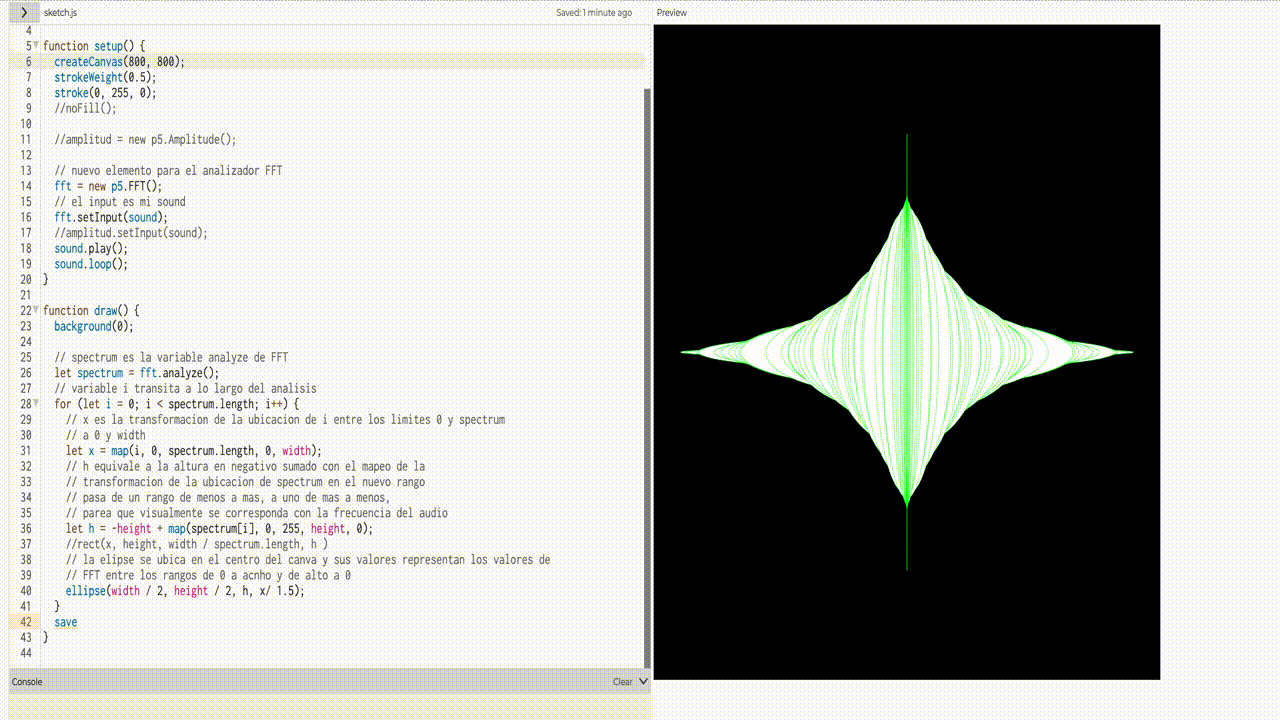 sketch.js
Saved: 1 minute ago
Preview
4
5 function setup() {
6 createCanvas(800, 800);
7 strokeWeight(0.5);
8 stroke(0, 255, 0);
9 //noFill();
10
11 //amplitud = new p5.Amplitude();
12
13 // nuevo elemento para el analizador FFT
14 fft = new p5.FFT();
15 // el input es mi sound
16 fft.setInput(sound);
17 //amplitud.setInput(sound);
18 sound.play();
19 sound.loop();
20 }
21
22 function draw() {
23 background(0);
24
25 // spectrum es la variable analyze de FFT
26 let spectrum = fft.analyze();
27 // variable i transita a lo largo del analisis
28 for (let i = 0; i < spectrum.length; i++) {
29 // x es la transformacion de la ubicacion de i entre los limites 0 y spectrum
30 // a 0 y width
31 let x = map(i, 0, spectrum.length, 0, width);
32 // h equivale a la altura en negativo sumado con el mapeo de la
33 // transformacion de la ubicacion de spectrum en el nuevo rango
34 // pasa de un rango de menos a mas, a uno de mas a menos,
35 // parea que visualmente se corresponda con la frecuencia del audio
36 let h = -height + map(spectrum[i], 0, 255, height, 0);
37 //rect(x, height, width / spectrum.length, h )
38 // la elipse se ubica en el centro del canva y sus valores representan los valores de
39 // FFT entre los rangos de 0 a acnho y de alto a 0
40 ellipse(width / 2, height / 2, h, x/ 1.5);
41 }
42 save
43 }
44
Console
Clear